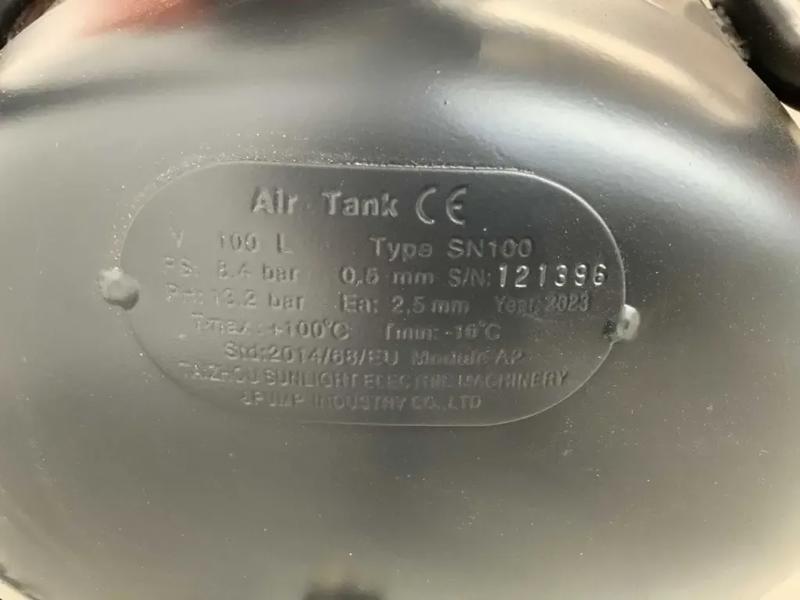 Air Tank CE
V 100 L Type SN100
PS: 8.4 bar 0,5 mm S/N: 121396
PH: 13.2 bar Ea: 2,5 mm Year: 2023
Tmax: +100°C Tmin: -10°C
Std:2014/68/EU Module A2
TAIZHOU SUNLIGHT ELECTRIC MACHINERY
&PUMP INDUSTRY CO.,LTD